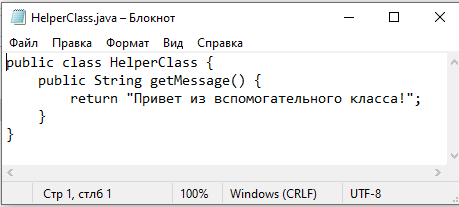 HelperClass.java – Блокнот
Файл Правка Формат Вид Справка
public class HelperClass {
    public String getMessage() {
        return "Привет из вспомогательного класса!";
    }
}
Стр 1, стлб 1 100% Windows (CRLF) UTF-8